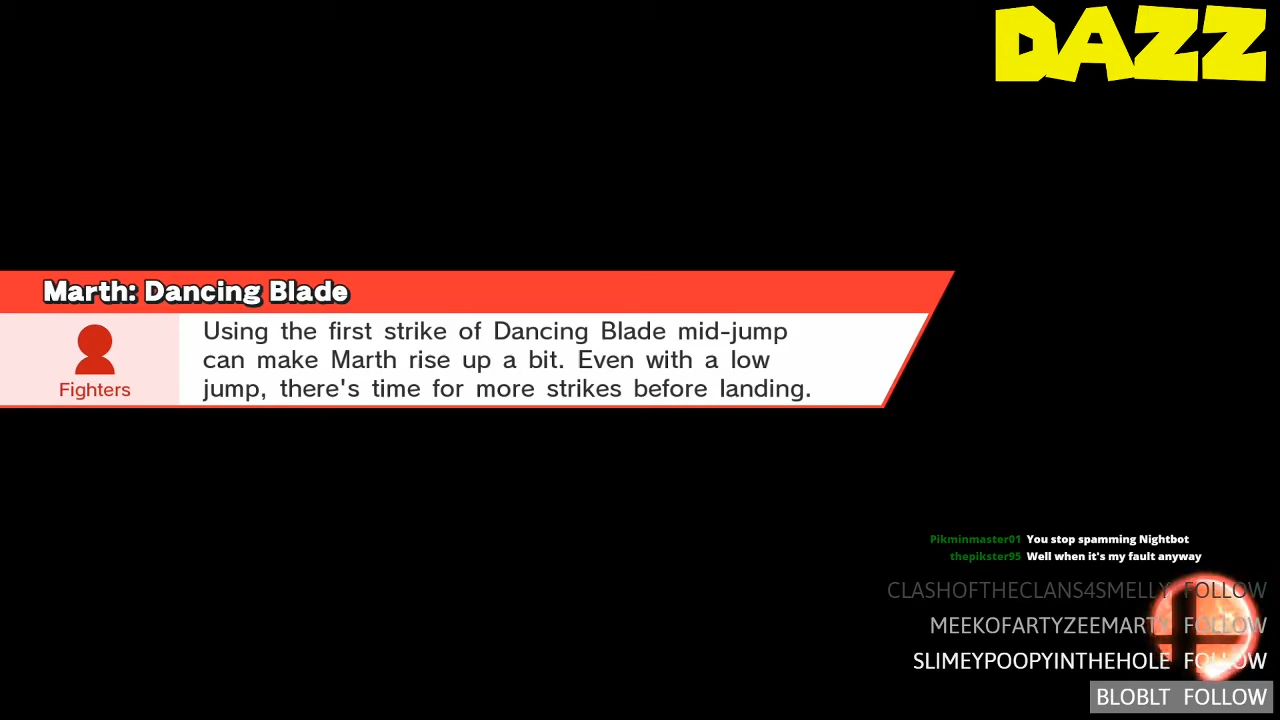 DAZZ
Marth: Dancing Blade
Using the first strike of Dancing Blade mid-jump
can make Marth rise up a bit. Even with a low
jump, there's time for more strikes before landing.
Fighters
Pikminmaster01 You stop spamming Nightbot
thepikster95 Well when it's my fault anyway
CLASHOFTHECLANS4SMELLY FOLLOW
MEEKOFARTYZEEMARTY FOLLOW
SLIMEYPOOPYINTHEHOLE FOLLOW
BLOBLT FOLLOW